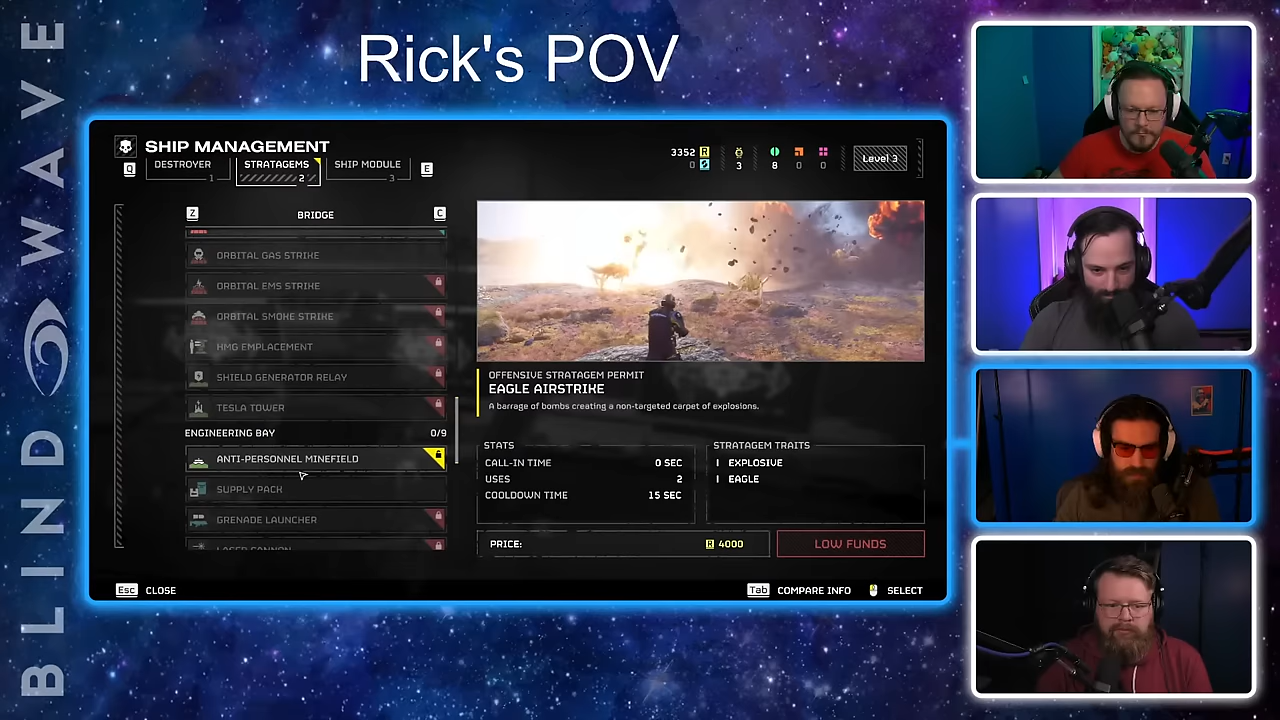 BLIND WAVE
Rick's POV
SHIP MANAGEMENT
Q
DESTROYER
1
STRATAGEMS
2
SHIP MODULE
3
E
3352
0
3
8
0
0
Level 3
Z
BRIDGE
C
ORBITAL GAS STRIKE
ORBITAL EMS STRIKE
ORBITAL SMOKE STRIKE
HMG EMPLACEMENT
SHIELD GENERATOR RELAY
TESLA TOWER
ENGINEERING BAY 0/9
ANTI-PERSONNEL MINEFIELD
SUPPLY PACK
GRENADE LAUNCHER
LASER CANNON
OFFENSIVE STRATAGEM PERMIT
EAGLE AIRSTRIKE
A barrage of bombs creating a non-targeted carpet of explosions.
STATS
CALL-IN TIME 0 SEC
USES 2
COOLDOWN TIME 15 SEC
STRATAGEM TRAITS
I EXPLOSIVE
I EAGLE
PRICE: R 4000
LOW FUNDS
Esc CLOSE
Tab COMPARE INFO SELECT